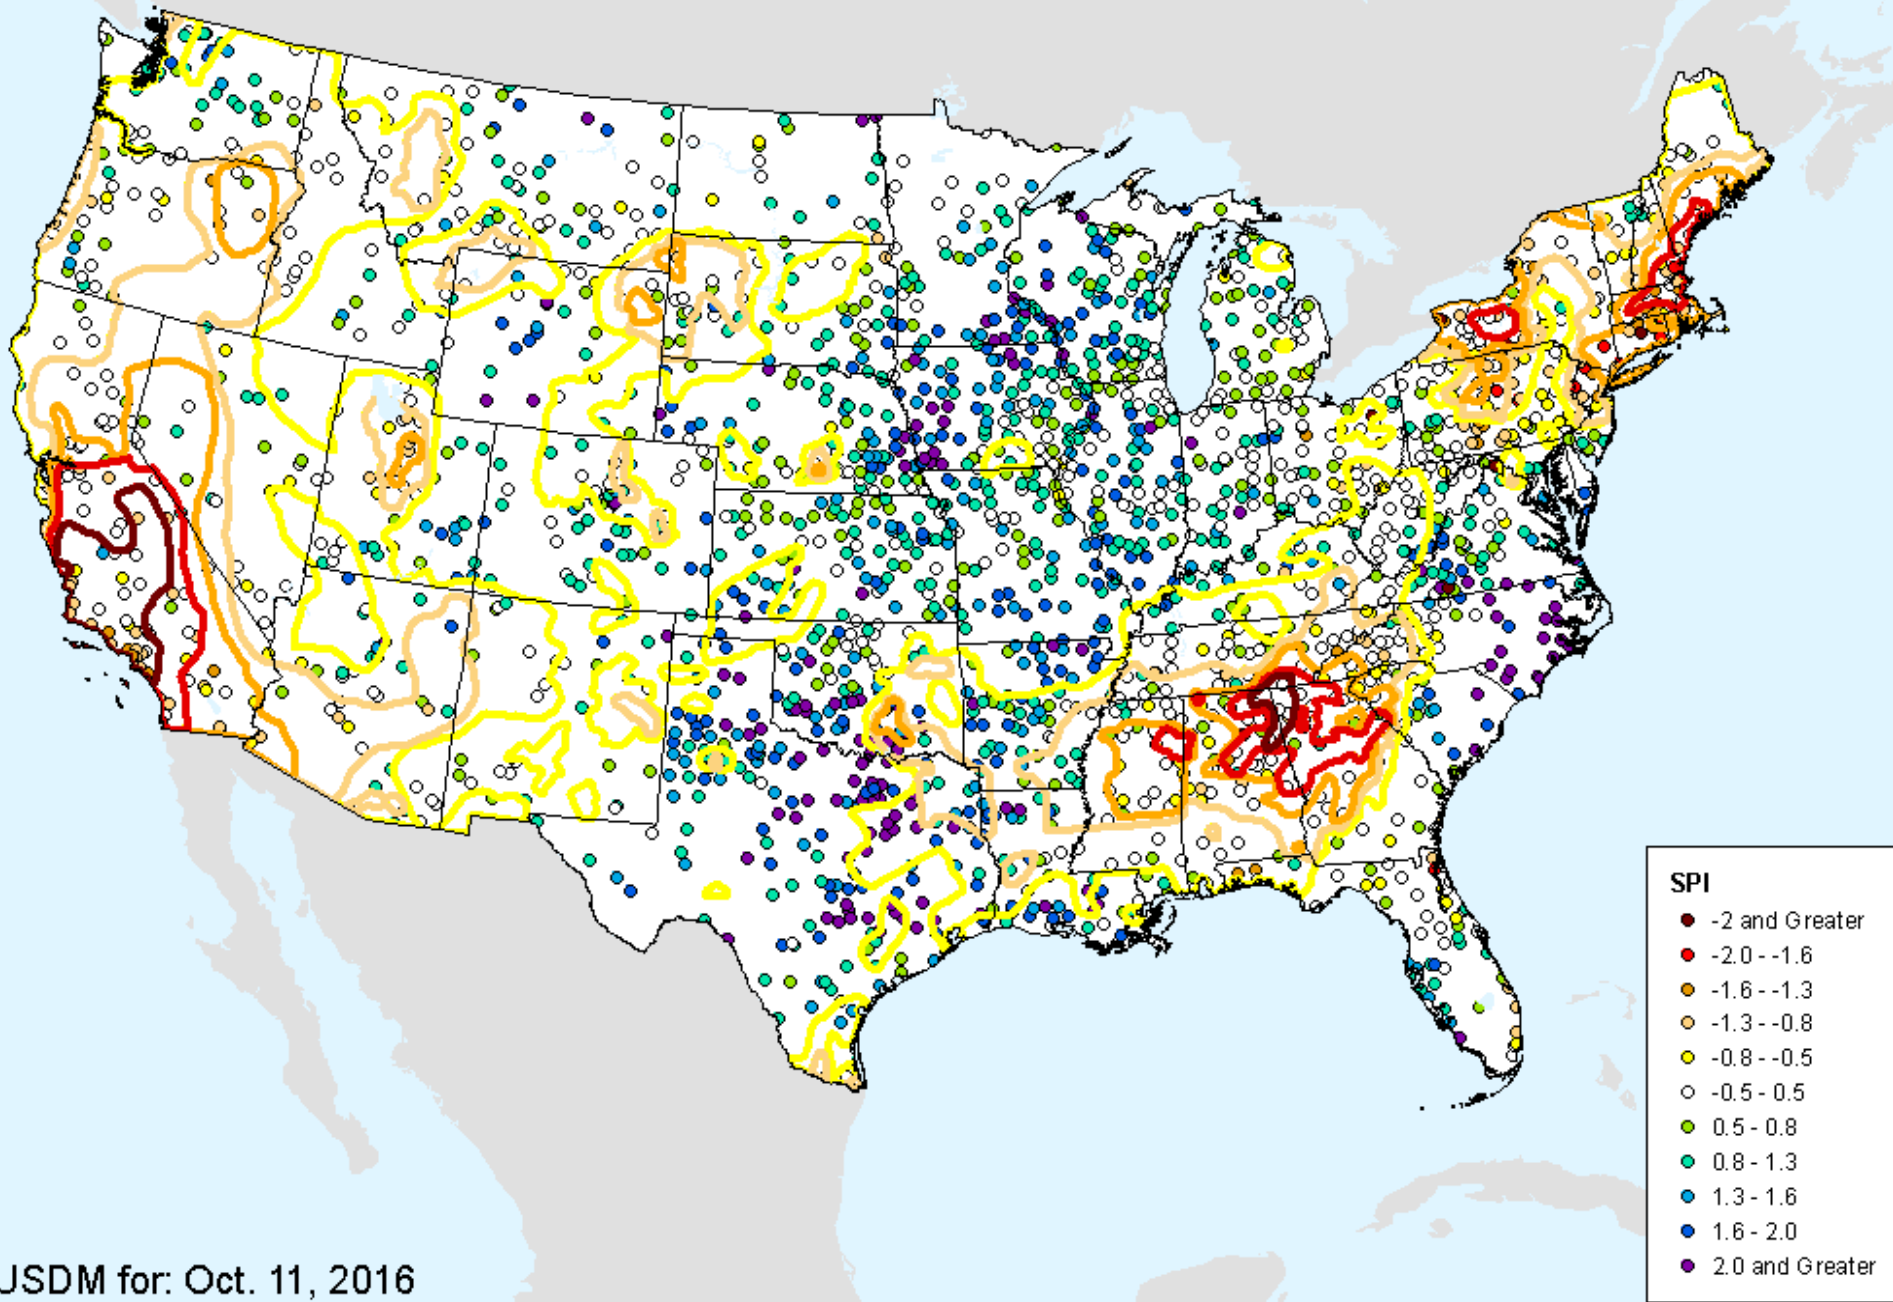 SPI
-2 and Greater
-2.0 - -1.6
-1.6 - -1.3
-1.3 - -0.8
-0.8 - -0.5
-0.5 - 0.5
0.5 - 0.8
0.8 - 1.3
1.3 - 1.6
1.6 - 2.0
2.0 and Greater
USDM for: Oct. 11, 2016